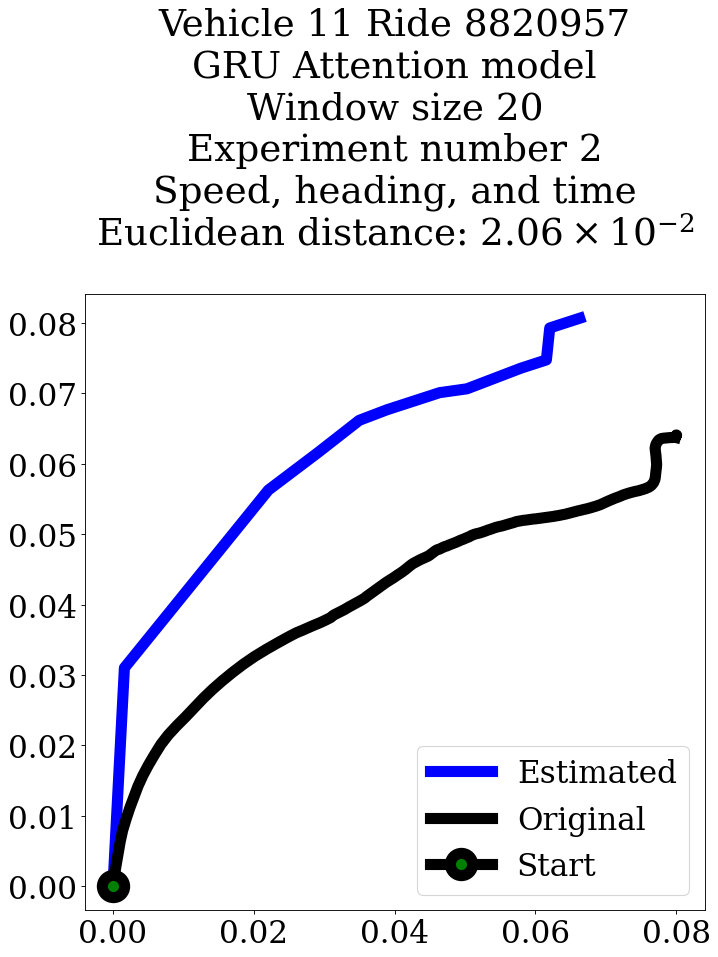 Vehicle 11 Ride 8820957
GRU Attention model
Window size 20
Experiment number 2
Speed, heading, and time
Euclidean distance: 2.06 × 10⁻²
0.08
0.07
0.06
0.05
0.04
0.03
0.02
0.01
0.00
Estimated
Original
Start
0.00 0.02 0.04 0.06 0.08